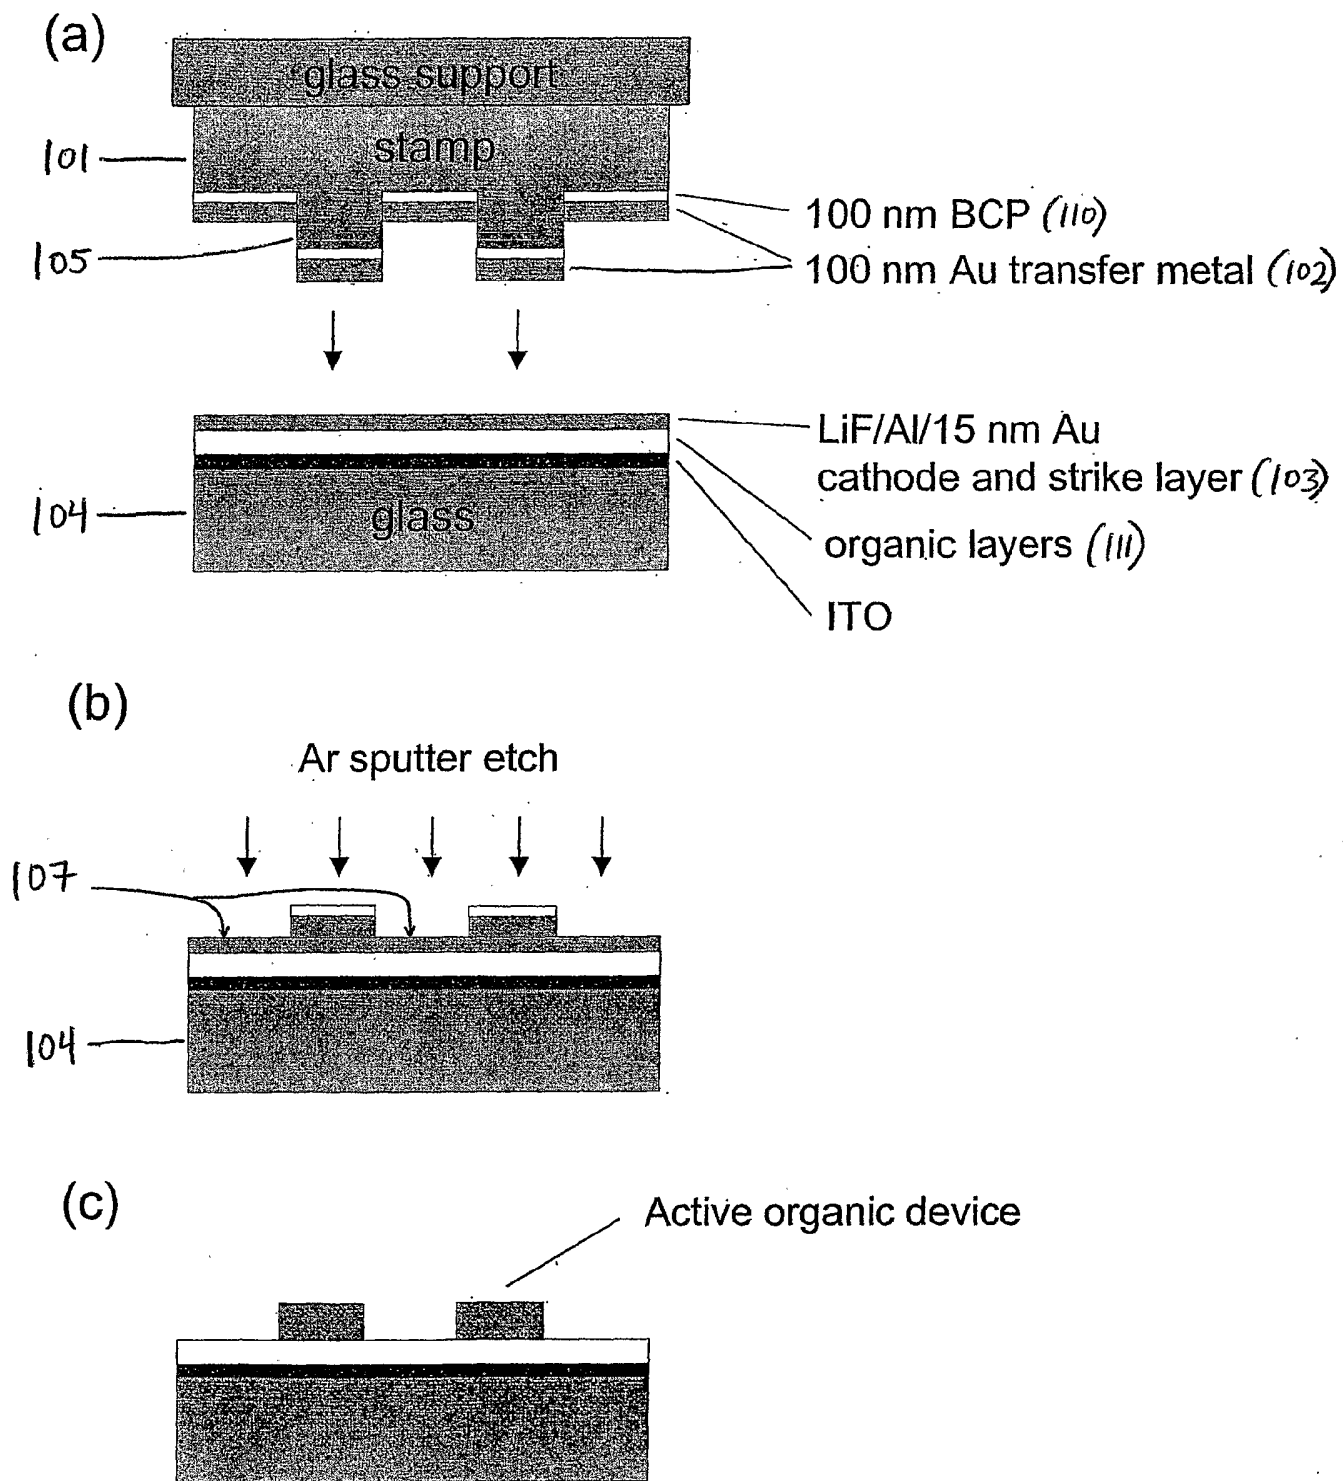 (a)
glass support
101
stamp
100 nm BCP (110)
105
100 nm Au transfer metal (102)
LiF/Al/15 nm Au
cathode and strike layer (103)
104
glass
organic layers (111)
ITO
(b)
Ar sputter etch
107
104
(c)
Active organic device